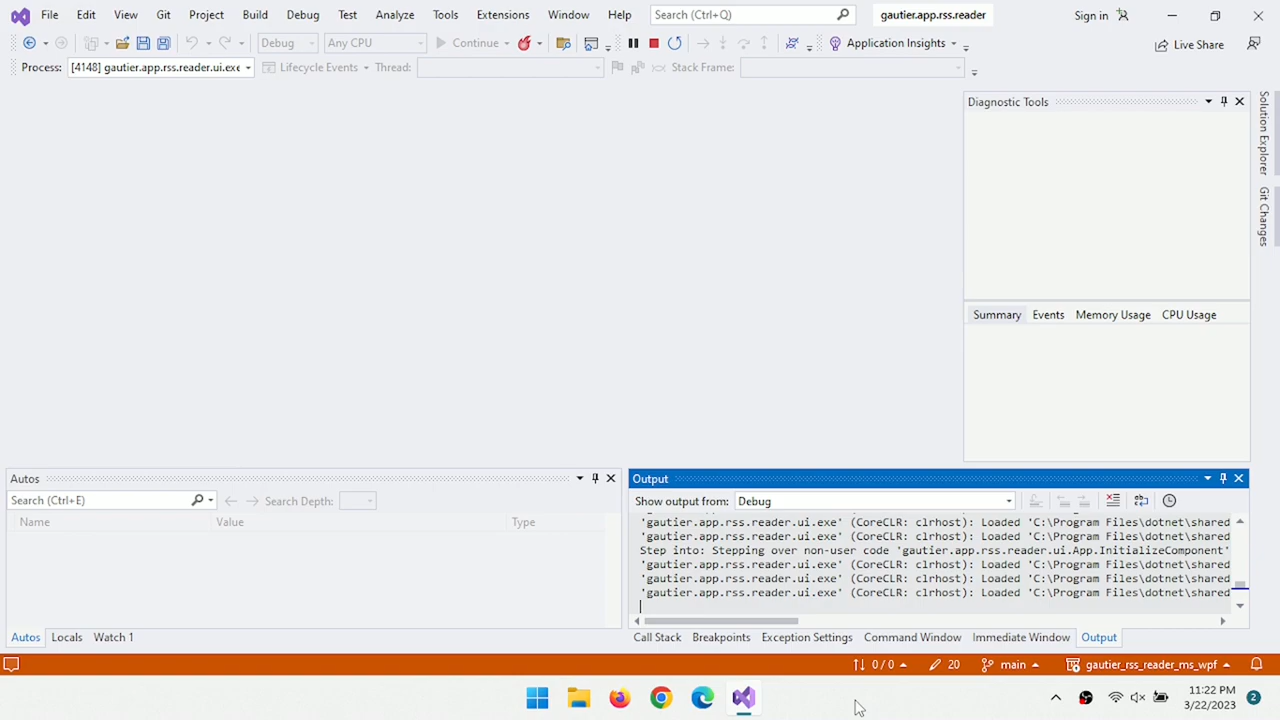 File Edit View Git Project Build Debug Test Analyze Tools Extensions Window Help Search (Ctrl+Q) gautier.app.rss.reader Sign in
Debug Any CPU Continue Application Insights Live Share
Process: [4148] gautier.app.rss.reader.ui.exe Lifecycle Events Thread: Stack Frame:
Diagnostic Tools
Solution Explorer
Git Changes
Summary Events Memory Usage CPU Usage
Autos
Search (Ctrl+E) Search Depth:
Name Value Type
Autos Locals Watch 1
Output
Show output from: Debug
'gautier.app.rss.reader.ui.exe' (CoreCLR: clrhost): Loaded 'C:\Program Files\dotnet\shared
'gautier.app.rss.reader.ui.exe' (CoreCLR: clrhost): Loaded 'C:\Program Files\dotnet\shared
Step into: Stepping over non-user code 'gautier.app.rss.reader.ui.App.InitializeComponent'
'gautier.app.rss.reader.ui.exe' (CoreCLR: clrhost): Loaded 'C:\Program Files\dotnet\shared
'gautier.app.rss.reader.ui.exe' (CoreCLR: clrhost): Loaded 'C:\Program Files\dotnet\shared
'gautier.app.rss.reader.ui.exe' (CoreCLR: clrhost): Loaded 'C:\Program Files\dotnet\shared
Call Stack Breakpoints Exception Settings Command Window Immediate Window Output
0 / 0 20 main gautier_rss_reader_ms_wpf
11:22 PM
3/22/2023
2